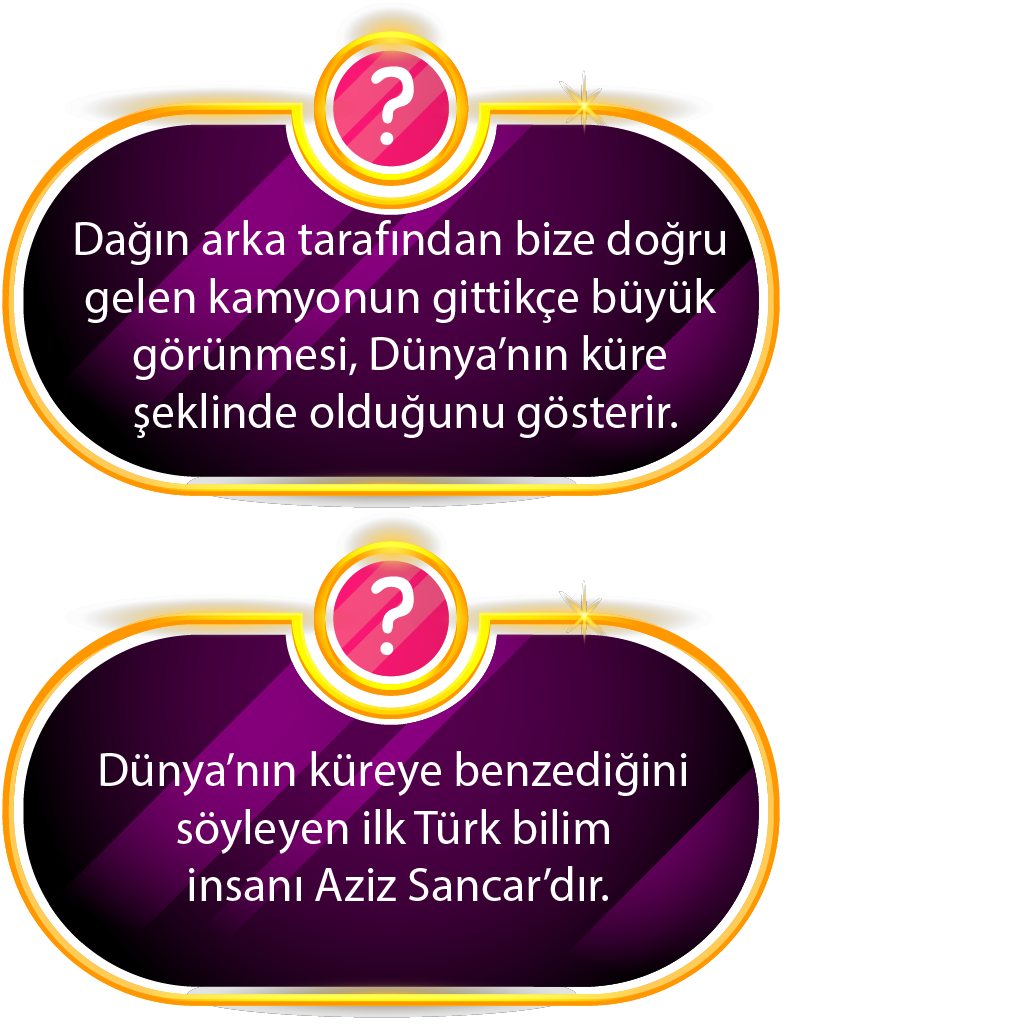 ?
Dağın arka tarafından bize doğru
gelen kamyonun gittikçe büyük
görünmesi, Dünya’nın küre
şeklinde olduğunu gösterir.
?
Dünya’nın küreye benzediğini
söyleyen ilk Türk bilim
insanı Aziz Sancar’dır.